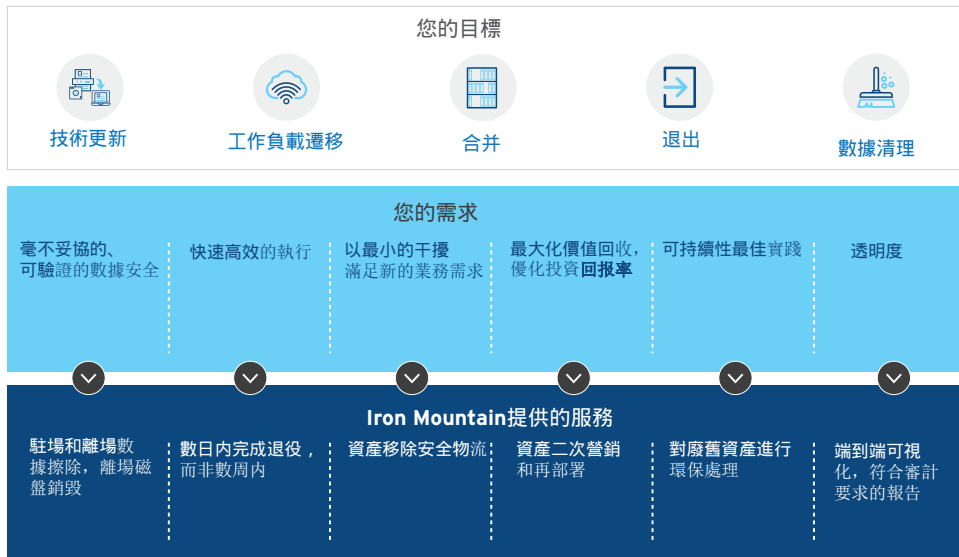 您的目標
技術更新
工作負載遷移
合并
退出
數據清理
您的需求
毫不妥協的、
可驗證的數據安全
快速高效的執行
以最小的干擾
滿足新的業務需求
最大化價值回收，
優化投資回报率
可持續性最佳實踐
透明度
Iron Mountain提供的服務
駐場和離場數
據擦除，離場磁
盤銷毀
數日内完成退役，
而非數周内
資產移除安全物流
資產二次營銷
和再部署
對廢舊資產進行
環保處理
端到端可視
化，符合審計
要求的報告